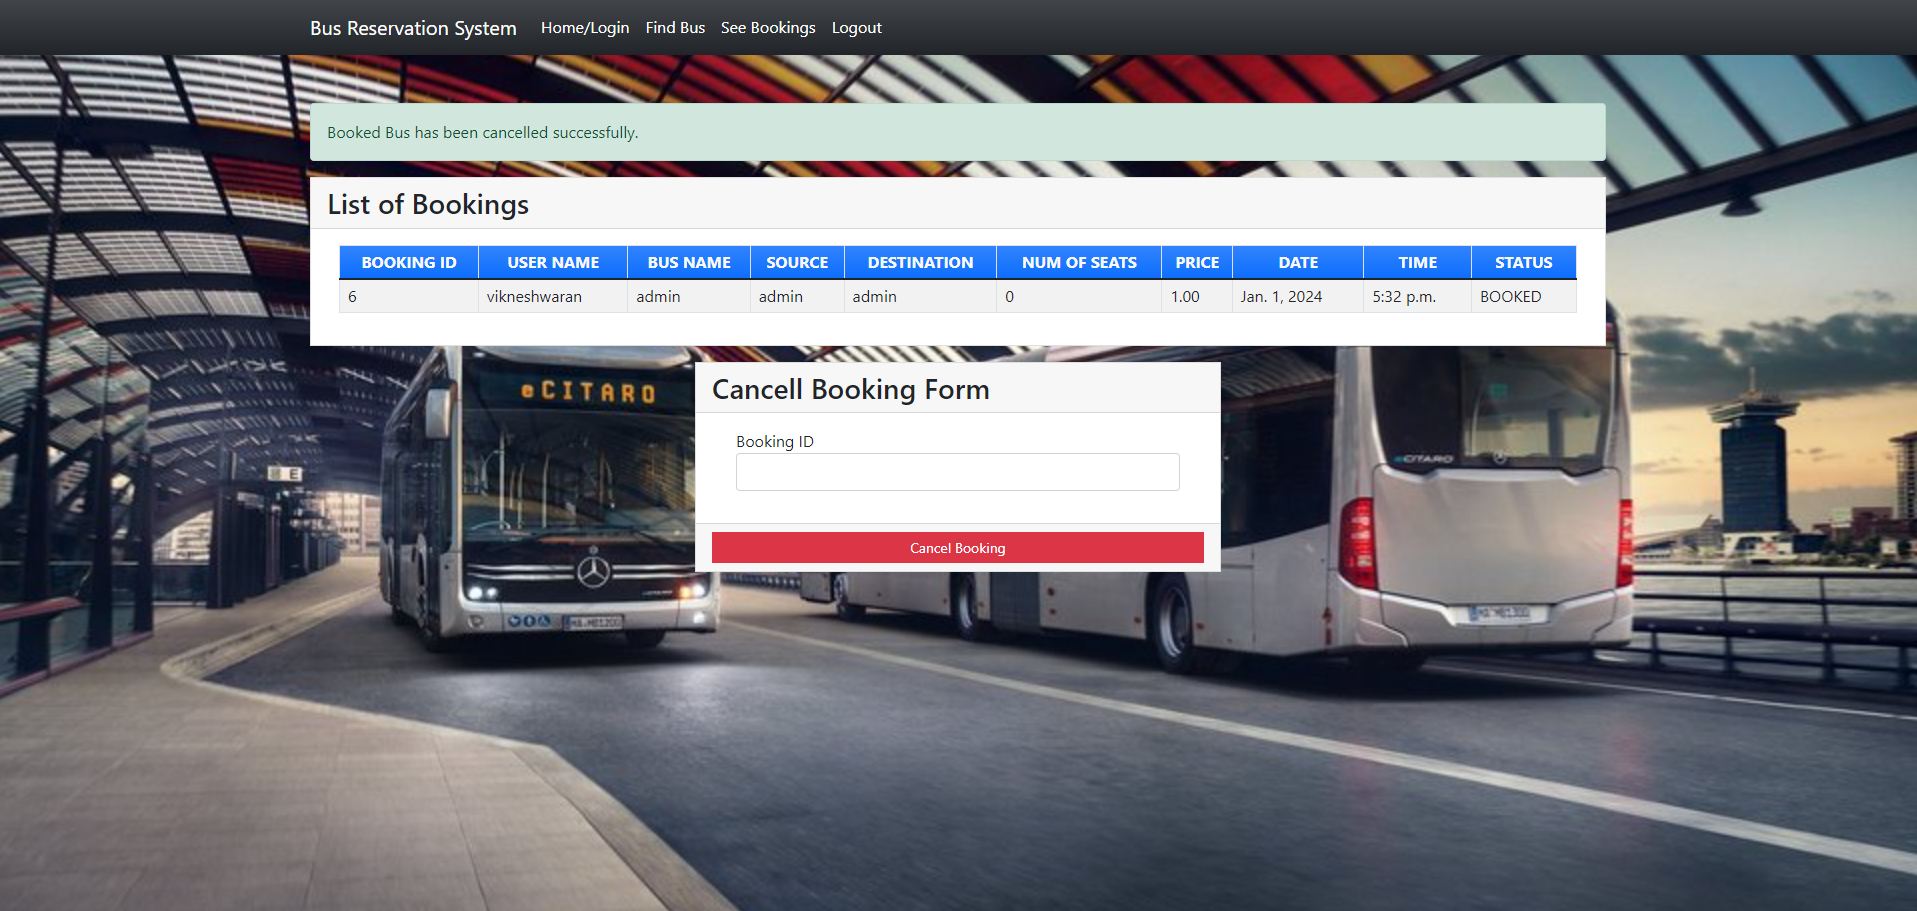 Bus Reservation System Home/Login Find Bus See Bookings Logout
Booked Bus has been cancelled successfully.
List of Bookings
BOOKING ID USER NAME BUS NAME SOURCE DESTINATION NUM OF SEATS PRICE DATE TIME STATUS
6 vikneshwaran admin admin admin 0 1.00 Jan. 1, 2024 5:32 p.m. BOOKED
eCITARO
Cancell Booking Form
eCITARO
Booking ID
E
Cancel Booking